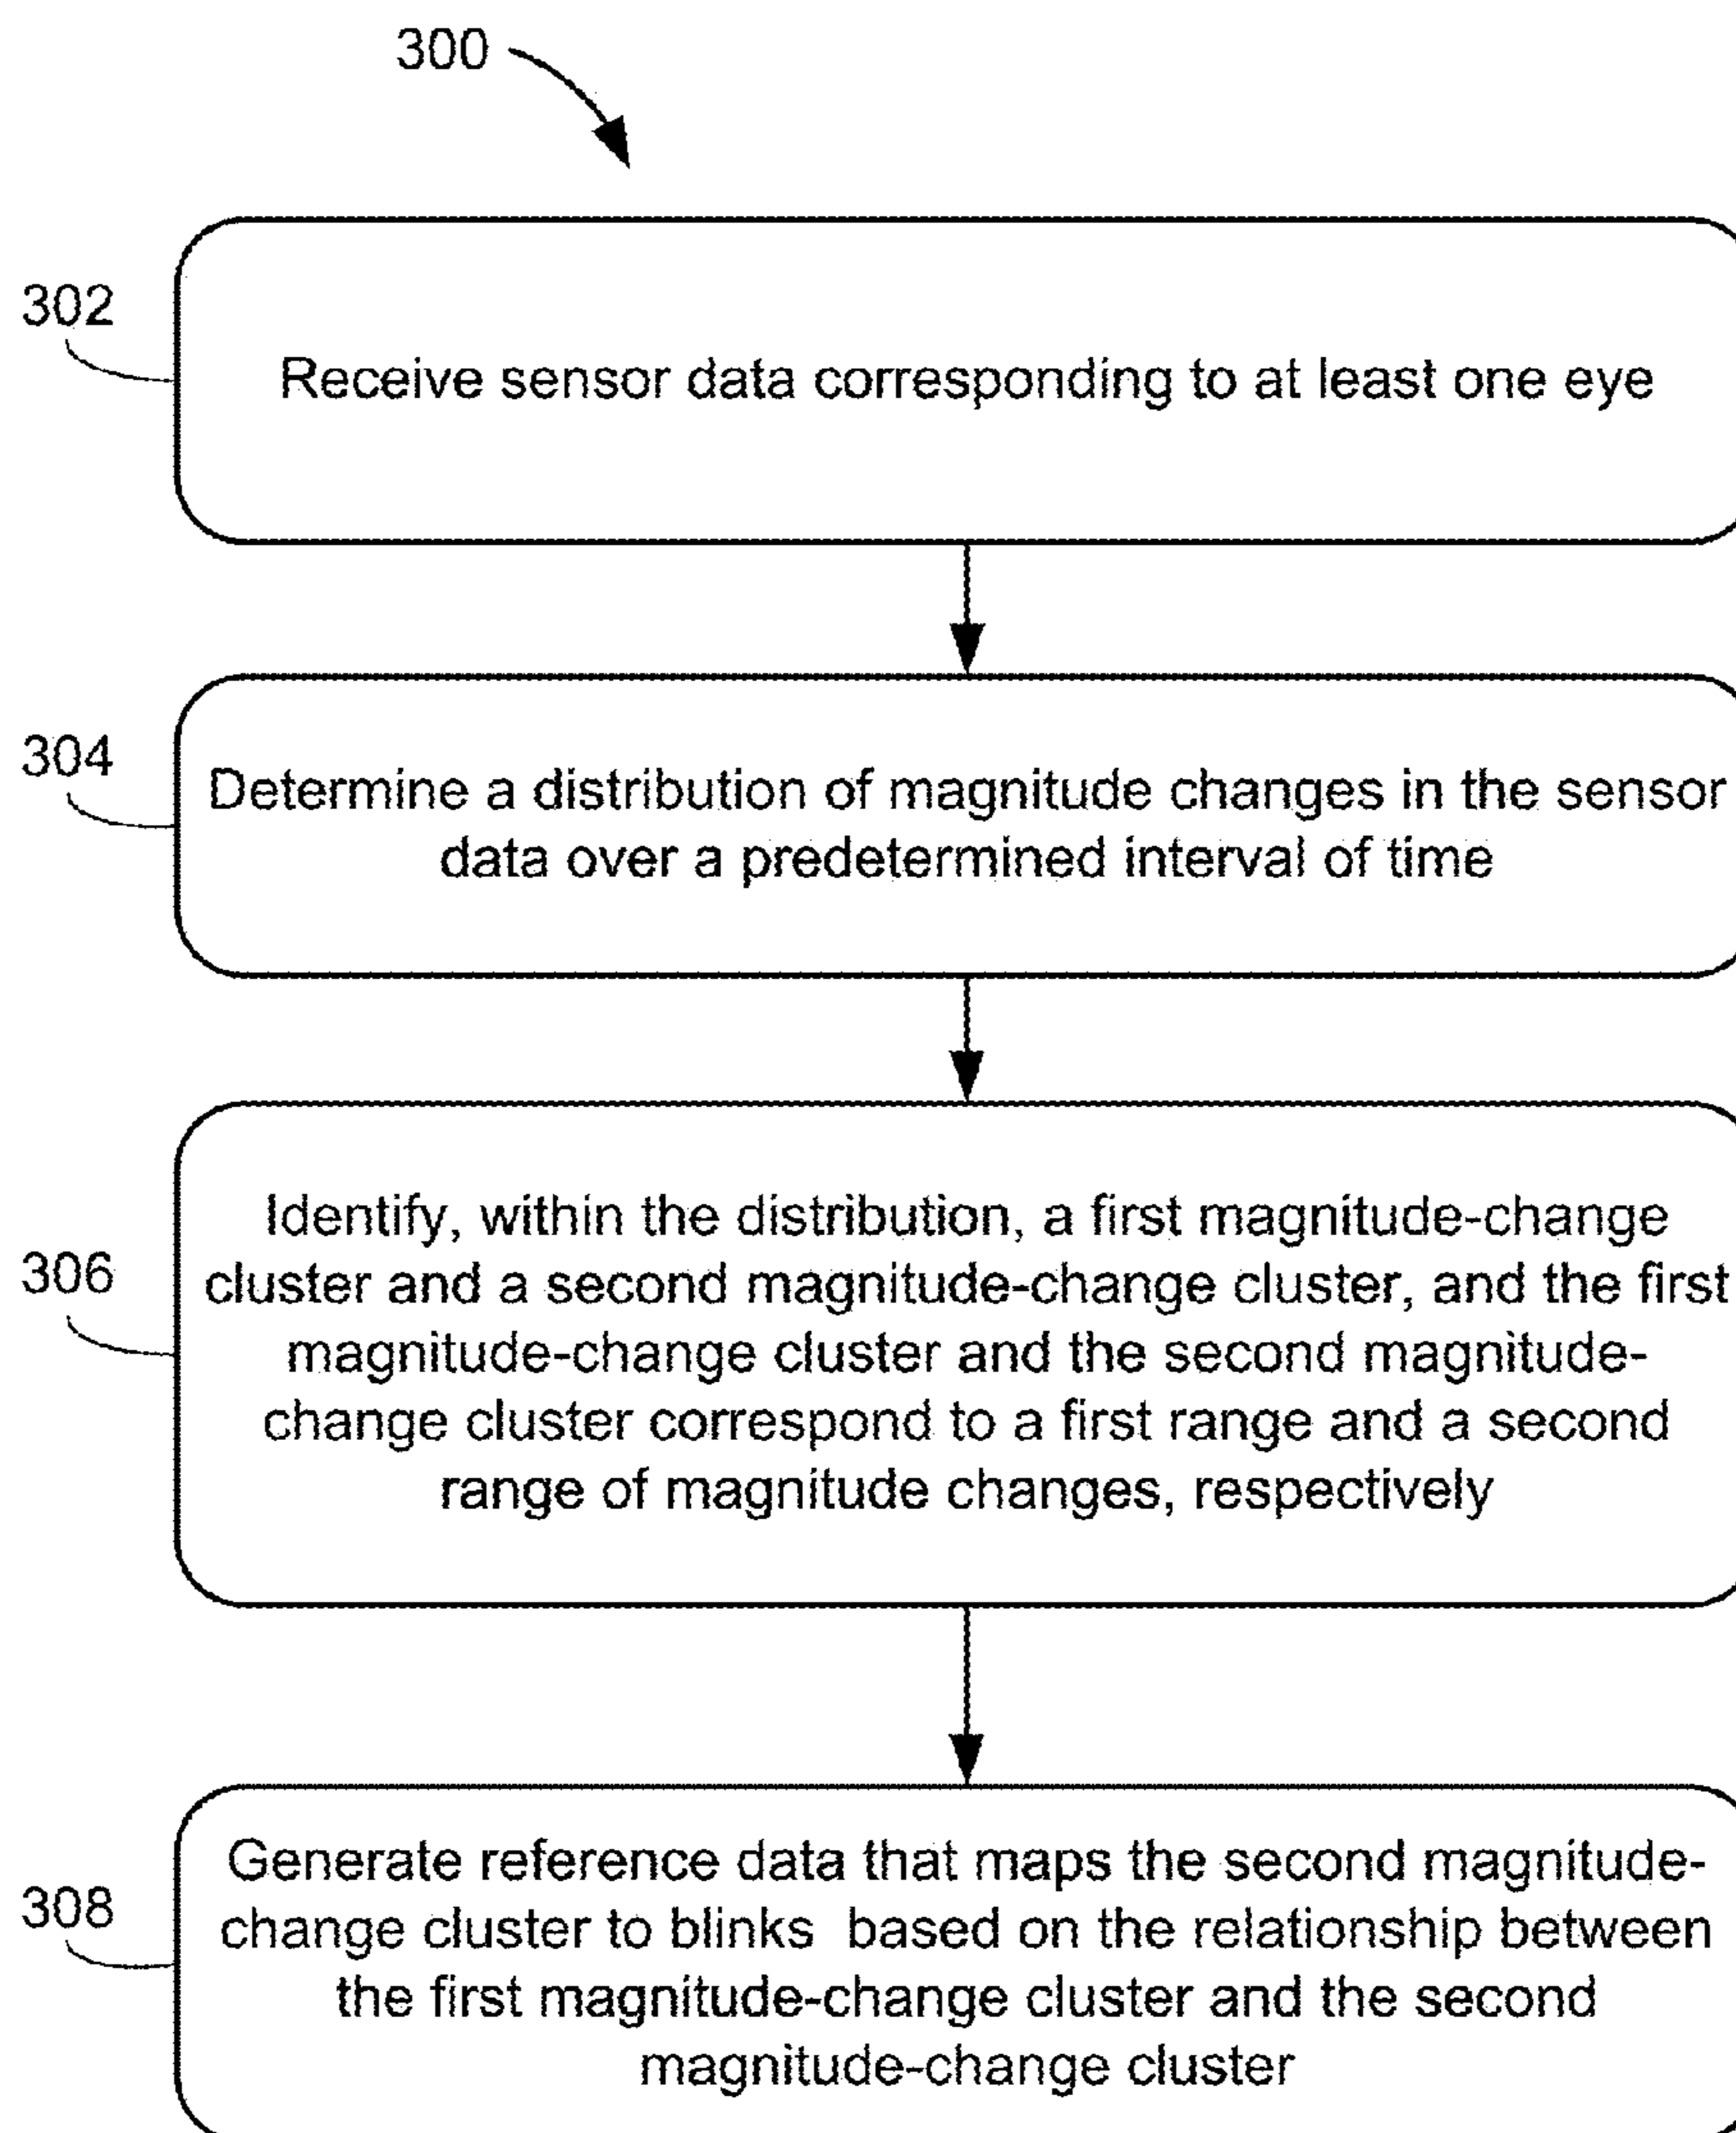 300
302
Receive sensor data corresponding to at least one eye
304
Determine a distribution of magnitude changes in the sensor
data over a predetermined interval of time
306
Identify, within the distribution, a first magnitude-change
cluster and a second magnitude-change cluster, and the first
magnitude-change cluster and the second magnitude-
change cluster correspond to a first range and a second
range of magnitude changes, respectively
308
Generate reference data that maps the second magnitude-
change cluster to blinks based on the relationship between
the first magnitude-change cluster and the second
magnitude-change cluster